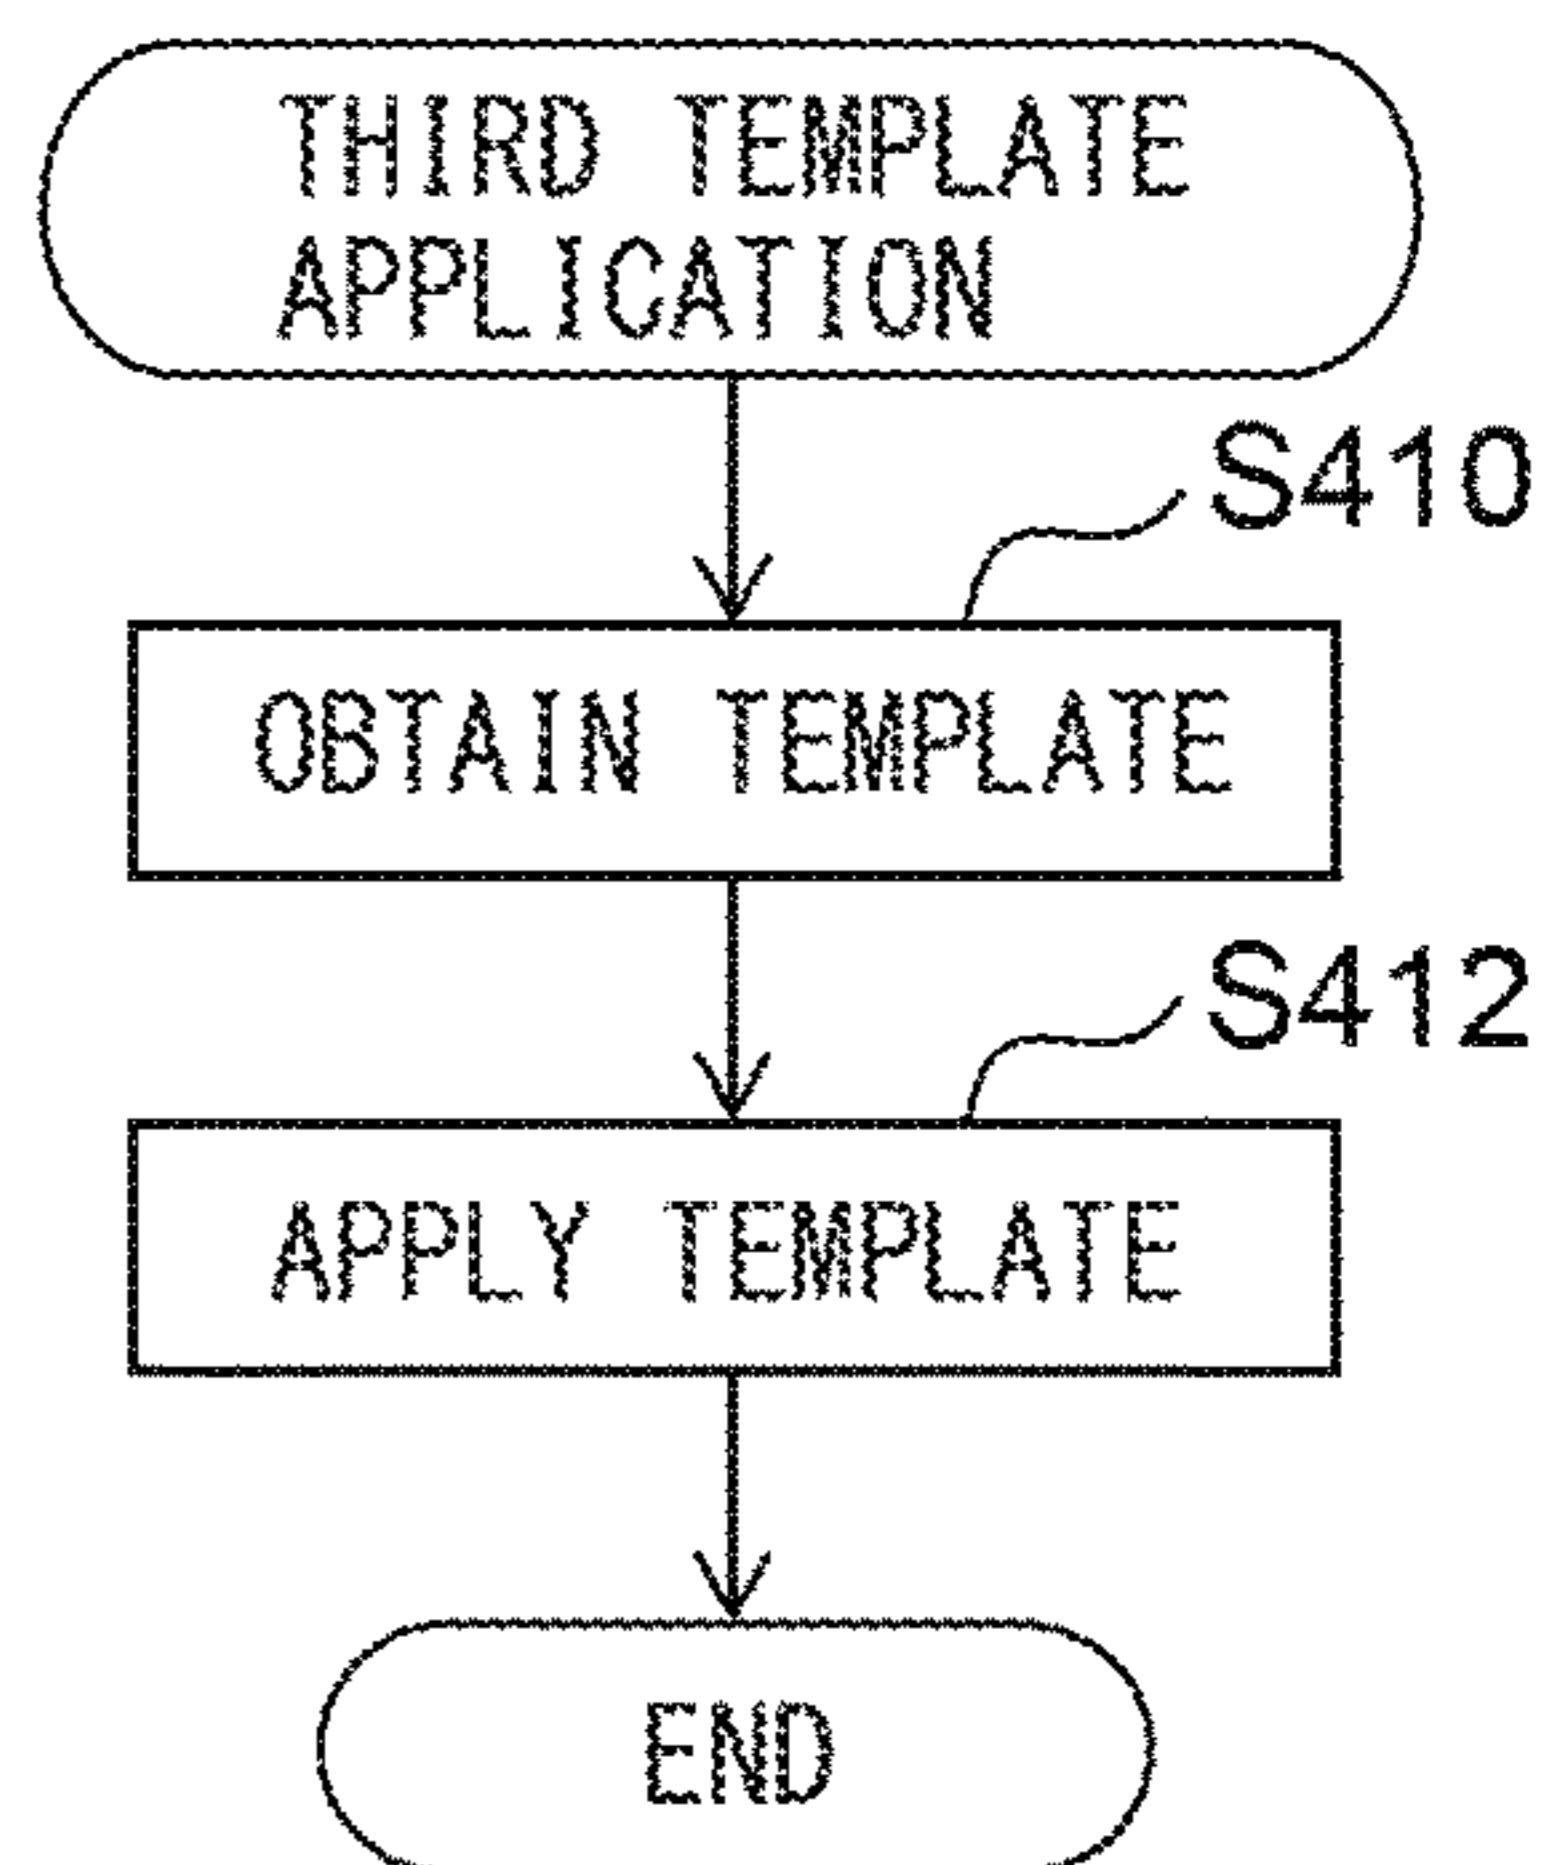 THIRD TEMPLATE
APPLICATION
S410
OBTAIN TEMPLATE
S412
APPLY TEMPLATE
END